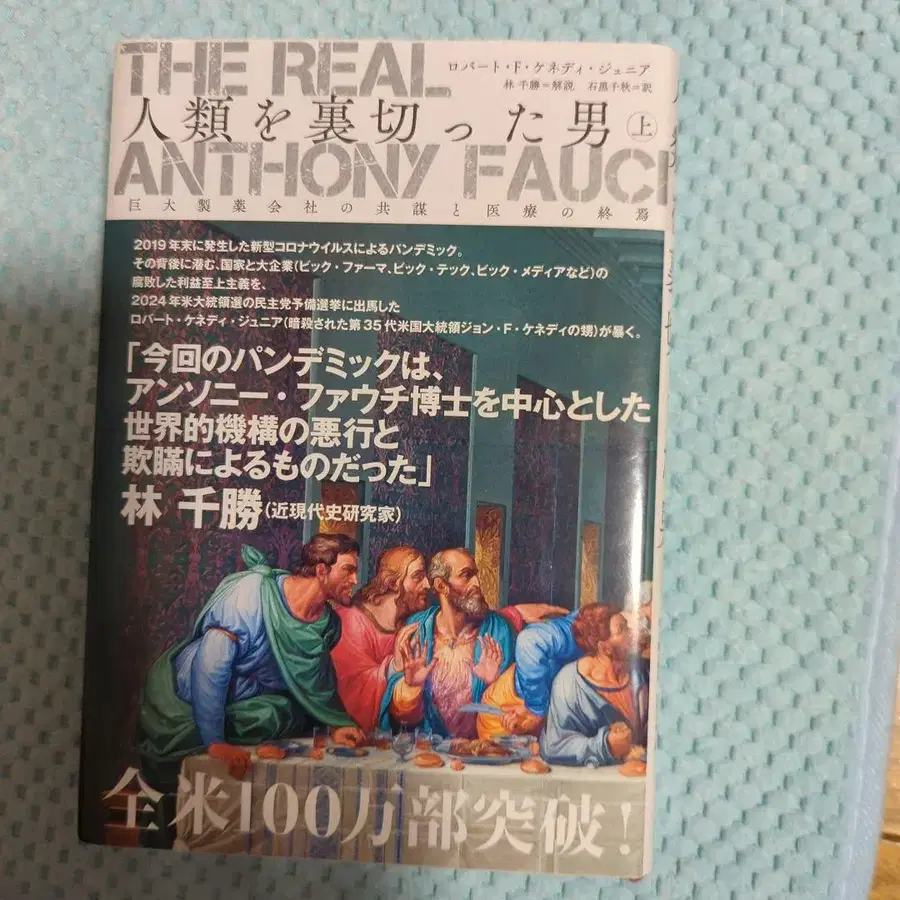 THE REAL
ロバート・F・ケネディ・ジュニア
林 千勝=解説 石黒千秋=訳
人類を裏切った男 上
ANTHONY FAUCI
巨大製薬会社の共謀と医療の終焉
2019年末に発生した新型コロナウイルスによるパンデミック。
その背後に潜む、国家と大企業(ビック・ファーマ、ビック・テック、ビック・メディアなど)の
腐敗した利益至上主義を、
2024年米大統領選の民主党予備選挙に出馬した
ロバート・ケネディ・ジュニア(暗殺された第35代米国大統領ジョン・F・ケネディの甥)が暴く。
「今回のパンデミックは、
アンソニー・ファウチ博士を中心とした
世界的機構の悪行と
欺瞞によるものだった」
林 千勝(近現代史研究家)
全米100万部突破!